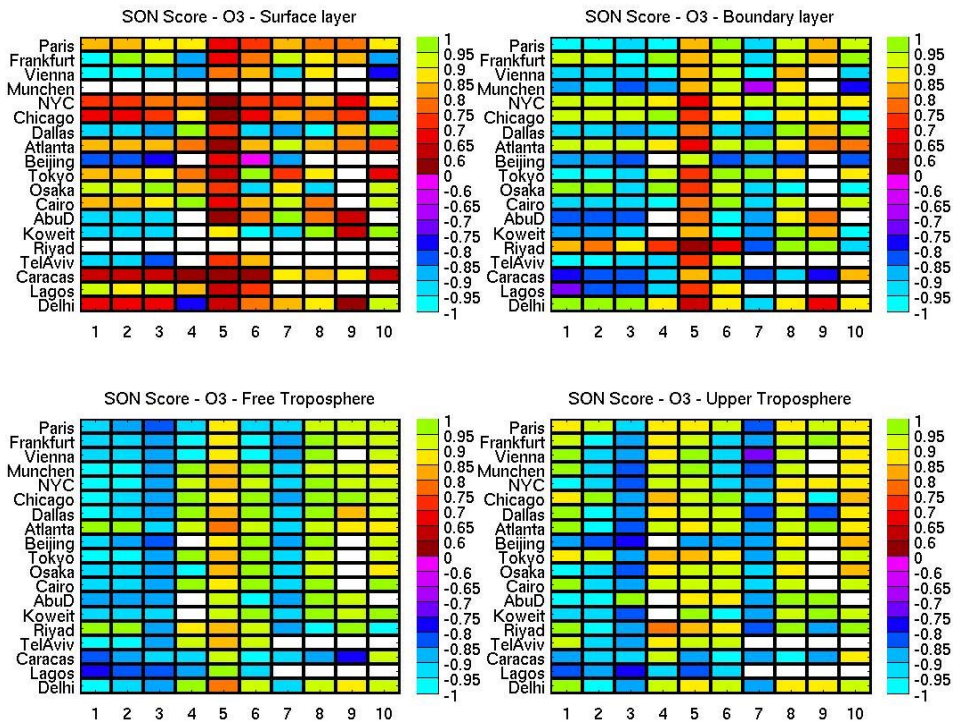 SON Score - O3 - Surface layer
Paris
Frankfurt
Vienna
Munchen
NYC
Chicago
Dallas
Atlanta
Beijing
Tokyo
Osaka
Cairo
AbuD
Koweit
Riyad
TelAviv
Caracas
Lagos
Delhi
1 2 3 4 5 6 7 8 9 10
1
0.95
0.9
0.85
0.8
0.75
0.7
0.65
0.6
0
-0.6
-0.65
-0.7
-0.75
-0.8
-0.85
-0.9
-0.95
-1
SON Score - O3 - Boundary layer
Paris
Frankfurt
Vienna
Munchen
NYC
Chicago
Dallas
Atlanta
Beijing
Tokyo
Osaka
Cairo
AbuD
Koweit
Riyad
TelAviv
Caracas
Lagos
Delhi
1 2 3 4 5 6 7 8 9 10
1
0.95
0.9
0.85
0.8
0.75
0.7
0.65
0.6
0
-0.6
-0.65
-0.7
-0.75
-0.8
-0.85
-0.9
-0.95
-1
SON Score - O3 - Free Troposphere
Paris
Frankfurt
Vienna
Munchen
NYC
Chicago
Dallas
Atlanta
Beijing
Tokyo
Osaka
Cairo
AbuD
Koweit
Riyad
TelAviv
Caracas
Lagos
Delhi
1 2 3 4 5 6 7 8 9 10
1
0.95
0.9
0.85
0.8
0.75
0.7
0.65
0.6
0
-0.6
-0.65
-0.7
-0.75
-0.8
-0.85
-0.9
-0.95
-1
SON Score - O3 - Upper Troposphere
Paris
Frankfurt
Vienna
Munchen
NYC
Chicago
Dallas
Atlanta
Beijing
Tokyo
Osaka
Cairo
AbuD
Koweit
Riyad
TelAviv
Caracas
Lagos
Delhi
1 2 3 4 5 6 7 8 9 10
1
0.95
0.9
0.85
0.8
0.75
0.7
0.65
0.6
0
-0.6
-0.65
-0.7
-0.75
-0.8
-0.85
-0.9
-0.95
-1